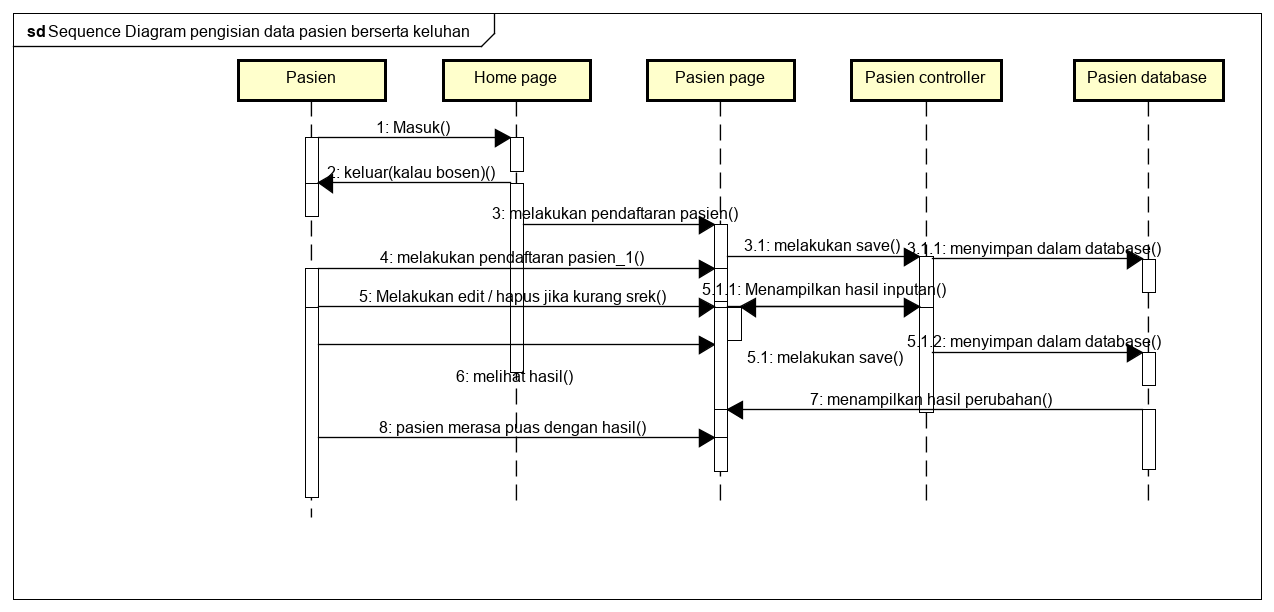 sd Sequence Diagram pengisian data pasien berserta keluhan
Pasien
Home page
Pasien page
Pasien controller
Pasien database
1: Masuk()
2: keluar(kalau bosen)()
3: melakukan pendaftaran pasien()
3.1: melakukan save()
3.1.1: menyimpan dalam database()
4: melakukan pendaftaran pasien_1()
5: Melakukan edit / hapus jika kurang srek()
5.1.1: Menampilkan hasil inputan()
5.1.2: menyimpan dalam database()
5.1: melakukan save()
6: melihat hasil()
7: menampilkan hasil perubahan()
8: pasien merasa puas dengan hasil()